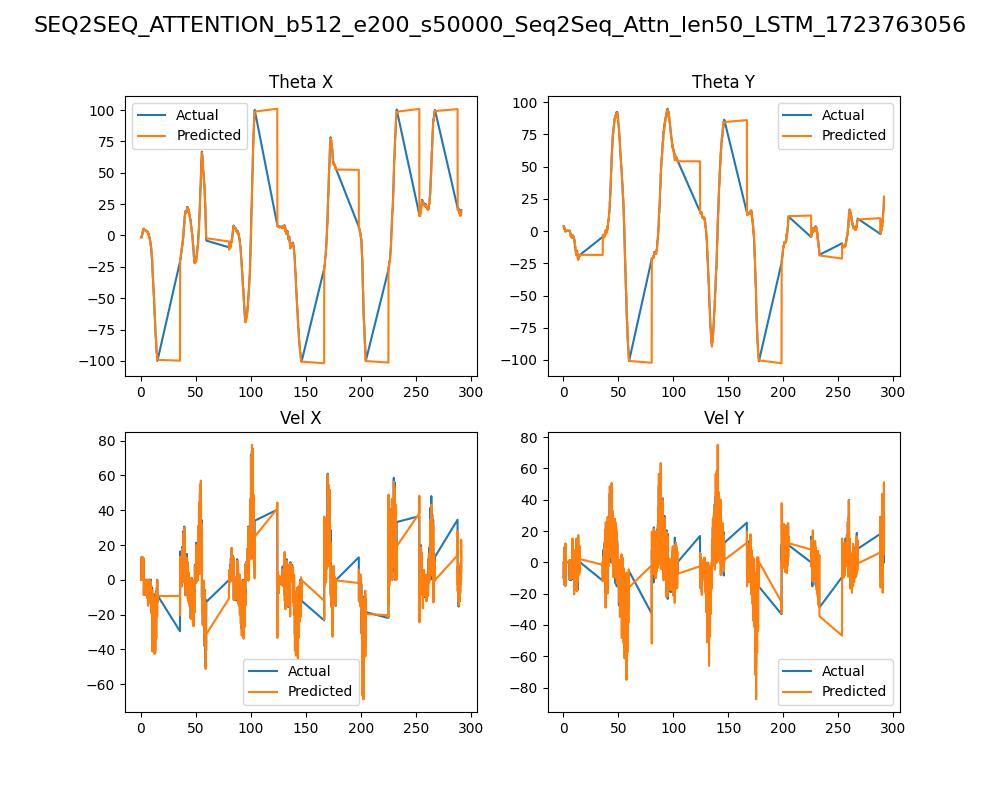 SEQ2SEQ_ATTENTION_b512_e200_s50000_Seq2Seq_Attn_len50_LSTM_1723763056
Theta X
100
75
50
25
0
−25
−50
−75
−100
Actual
Predicted
0 50 100 150 200 250 300
Theta Y
100
75
50
25
0
−25
−50
−75
−100
Actual
Predicted
0 50 100 150 200 250 300
Vel X
80
60
40
20
0
−20
−40
−60
Actual
Predicted
0 50 100 150 200 250 300
Vel Y
80
60
40
20
0
−20
−40
−60
−80
Actual
Predicted
0 50 100 150 200 250 300